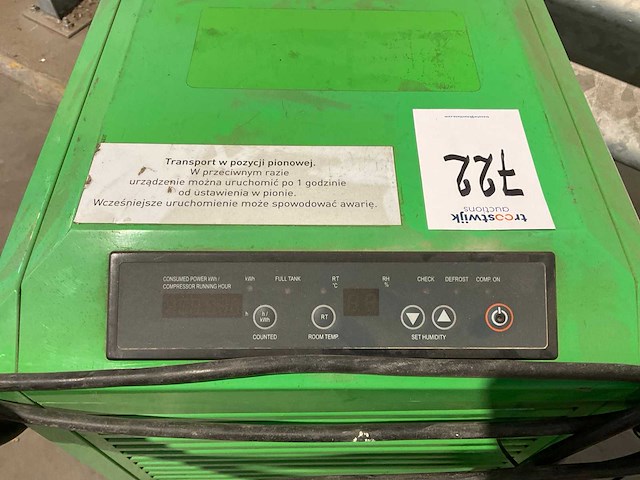 Transport w pozycji pionowej.
W przeciwnym razie
urządzenie można uruchomić po 1 godzinie
od ustawienia w pionie.
Wcześniejsze uruchomienie może spowodować awarię.
722
troostwijk
auctions
CONSUMED POWER kWh /
COMPRESSOR RUNNING HOUR
kWh
h
FULL TANK
RT
°C
RH
%
CHECK
DEFROST
COMP. ON
h /
kWh
RT
COUNTED
ROOM TEMP.
SET HUMIDITY